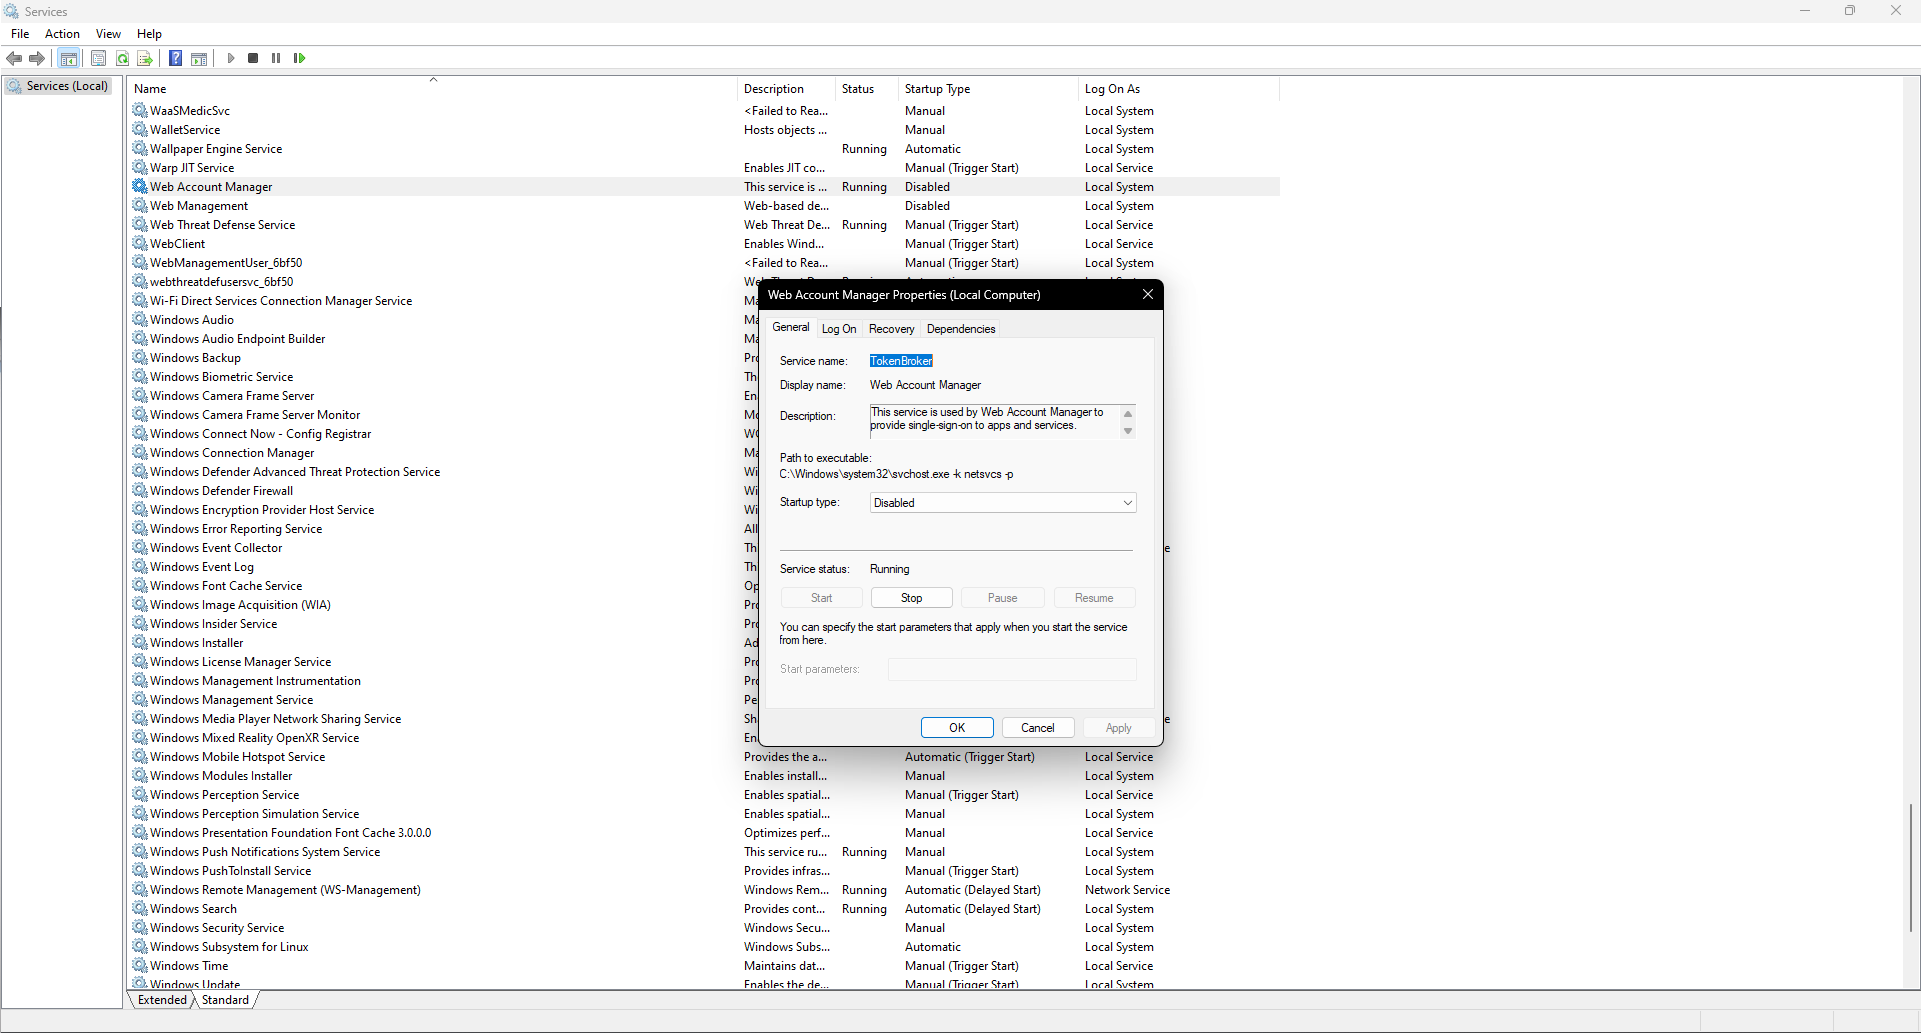 Services
File Action View Help
Services (Local)
Name Description Status Startup Type Log On As
WaaSMedicSvc <Failed to Rea... Manual Local System
WalletService Hosts objects ... Manual Local System
Wallpaper Engine Service Running Automatic Local System
Warp JIT Service Enables JIT co... Manual (Trigger Start) Local Service
Web Account Manager This service is ... Running Disabled Local System
Web Management Web-based de... Disabled Local System
Web Threat Defense Service Web Threat De... Running Manual (Trigger Start) Local Service
WebClient Enables Wind... Manual (Trigger Start) Local Service
WebManagementUser_6bf50 <Failed to Rea... Manual (Trigger Start) Local System
webthreatdefusersvc_6bf50
Wi-Fi Direct Services Connection Manager Service Ma
Windows Audio Ma
Windows Audio Endpoint Builder Ma
Windows Backup Pro
Windows Biometric Service Th
Windows Camera Frame Server En
Windows Camera Frame Server Monitor Mo
Windows Connect Now - Config Registrar WC
Windows Connection Manager Ma
Windows Defender Advanced Threat Protection Service Wi
Windows Defender Firewall Wi
Windows Encryption Provider Host Service Wi
Windows Error Reporting Service All
Windows Event Collector Th e
Windows Event Log Th
Windows Font Cache Service Op
Windows Image Acquisition (WIA) Pro
Windows Insider Service Pro
Windows Installer Ad
Windows License Manager Service Pro
Windows Management Instrumentation Pro
Windows Management Service Pe
Windows Media Player Network Sharing Service Sh e
Windows Mixed Reality OpenXR Service En
Windows Mobile Hotspot Service Provides the a... Automatic (Trigger Start) Local Service
Windows Modules Installer Enables install... Manual Local System
Windows Perception Service Enables spatial... Manual (Trigger Start) Local Service
Windows Perception Simulation Service Enables spatial... Manual Local System
Windows Presentation Foundation Font Cache 3.0.0.0 Optimizes perf... Manual Local Service
Windows Push Notifications System Service This service ru... Running Manual Local System
Windows PushToInstall Service Provides infras... Manual (Trigger Start) Local System
Windows Remote Management (WS-Management) Windows Rem... Running Automatic (Delayed Start) Network Service
Windows Search Provides cont... Running Automatic (Delayed Start) Local System
Windows Security Service Windows Secu... Manual Local System
Windows Subsystem for Linux Windows Subs... Automatic Local System
Windows Time Maintains dat... Manual (Trigger Start) Local Service
Windows Update Enables the de... Manual (Trigger Start) Local System
Extended Standard
Web Account Manager Properties (Local Computer)
General Log On Recovery Dependencies
Service name: TokenBroker
Display name: Web Account Manager
Description: This service is used by Web Account Manager to
provide single-sign-on to apps and services.
Path to executable:
C:\Windows\system32\svchost.exe -k netsvcs -p
Startup type: Disabled
Service status: Running
Start Stop Pause Resume
You can specify the start parameters that apply when you start the service
from here.
Start parameters:
OK Cancel Apply